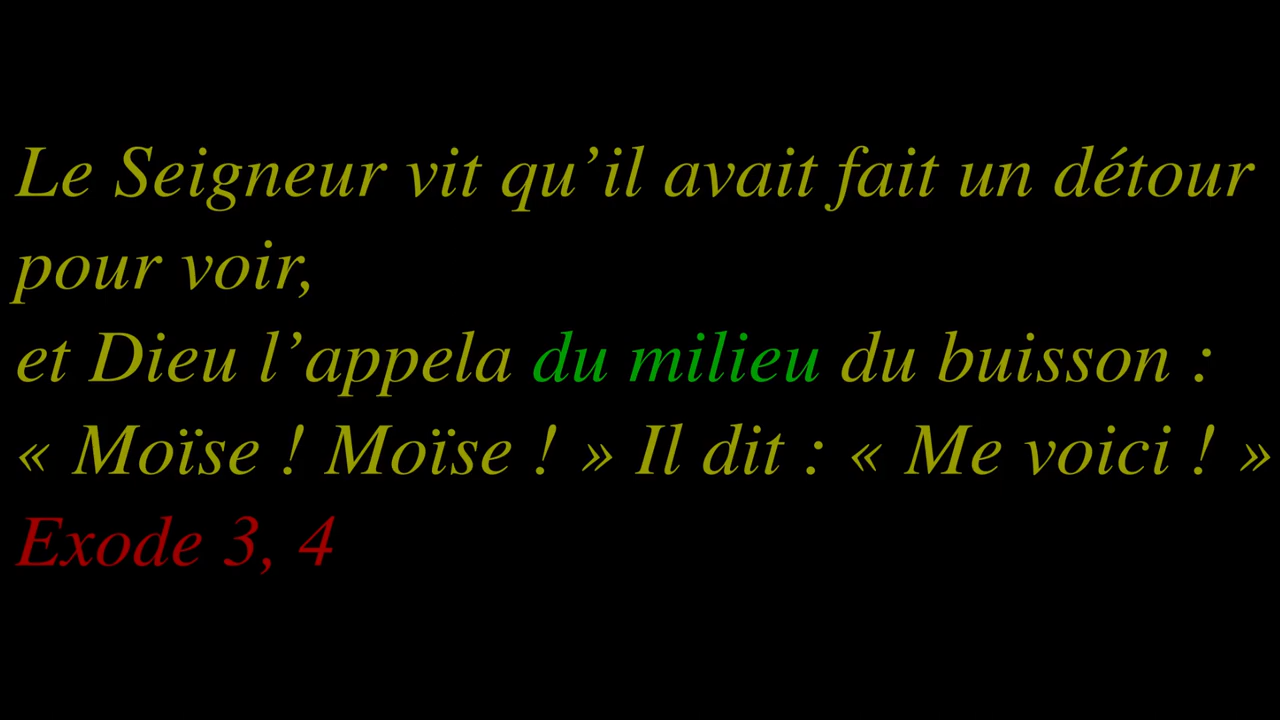 Le Seigneur vit qu’il avait fait un détour
pour voir,
et Dieu l’appela du milieu du buisson :
« Moïse ! Moïse ! » Il dit : « Me voici ! »
Exode 3, 4